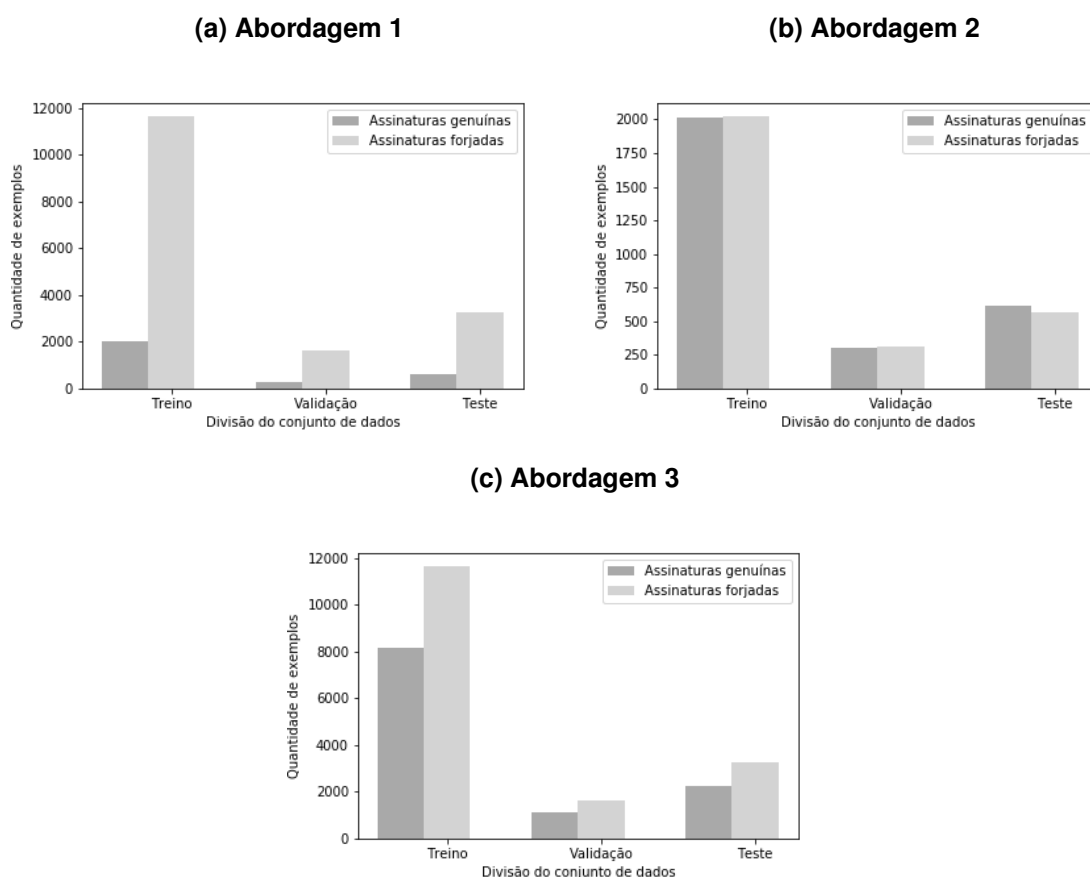 (a) Abordagem 1
12000
10000
8000
6000
4000
2000
0
Quantidade de exemplos
Assinaturas genuínas
Assinaturas forjadas
Treino
Validação
Teste
Divisão do conjunto de dados
(b) Abordagem 2
2000
1750
1500
1250
1000
750
500
250
0
Quantidade de exemplos
Assinaturas genuínas
Assinaturas forjadas
Treino
Validação
Teste
Divisão do conjunto de dados
(c) Abordagem 3
12000
10000
8000
6000
4000
2000
0
Quantidade de exemplos
Assinaturas genuínas
Assinaturas forjadas
Treino
Validação
Teste
Divisão do conjunto de dados